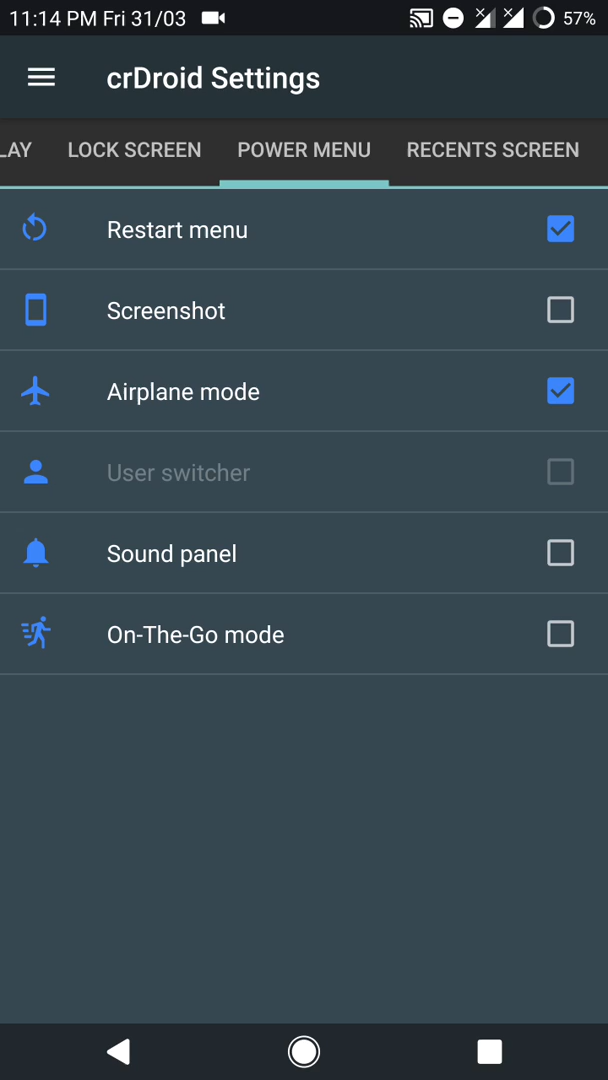 11:14 PM Fri 31/03 57%
crDroid Settings
LAY LOCK SCREEN POWER MENU RECENTS SCREEN
Restart menu
Screenshot
Airplane mode
User switcher
Sound panel
On-The-Go mode